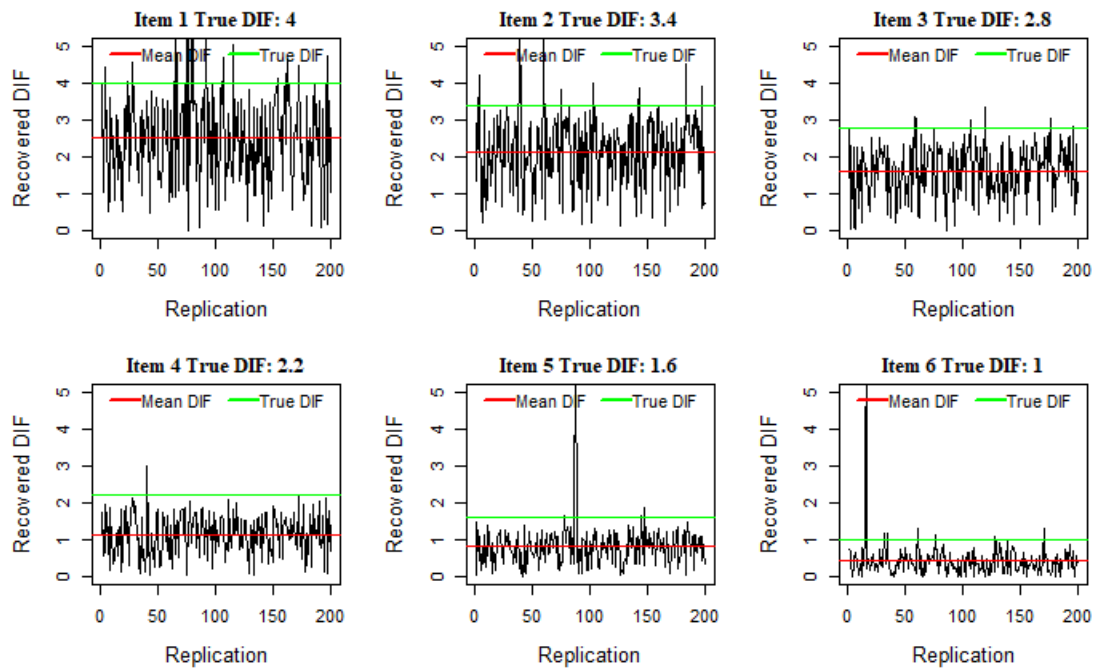 Item 1 True DIF: 4
Mean DIF True DIF
Recovered DIF
0 1 2 3 4 5
0 50 100 150 200
Replication
Item 2 True DIF: 3.4
Mean DIF True DIF
Recovered DIF
0 1 2 3 4 5
0 50 100 150 200
Replication
Item 3 True DIF: 2.8
Mean DIF True DIF
Recovered DIF
0 1 2 3 4 5
0 50 100 150 200
Replication
Item 4 True DIF: 2.2
Mean DIF True DIF
Recovered DIF
0 1 2 3 4 5
0 50 100 150 200
Replication
Item 5 True DIF: 1.6
Mean DIF True DIF
Recovered DIF
0 1 2 3 4 5
0 50 100 150 200
Replication
Item 6 True DIF: 1
Mean DIF True DIF
Recovered DIF
0 1 2 3 4 5
0 50 100 150 200
Replication